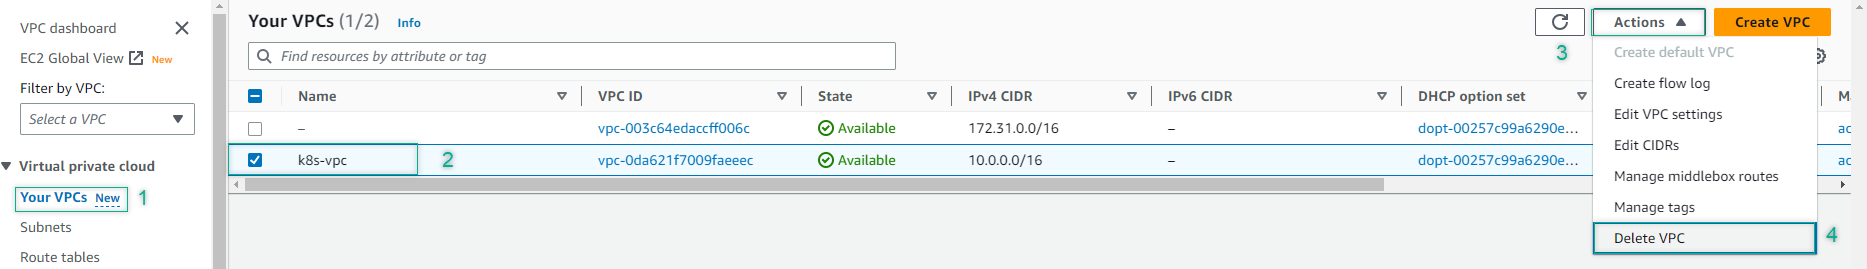 VPC dashboard
EC2 Global View New
Filter by VPC:
Select a VPC
Virtual private cloud
Your VPCs New 1
Subnets
Route tables
Your VPCs (1/2) Info
3 Actions Create VPC
Find resources by attribute or tag
Name VPC ID State IPv4 CIDR IPv6 CIDR DHCP option set
– vpc-003c64edaccff006c Available 172.31.0.0/16 – dopt-00257c99a6290e...
k8s-vpc 2 vpc-0da621f7009faeeec Available 10.0.0.0/16 – dopt-00257c99a6290e...
Create default VPC
Create flow log
Edit VPC settings
Edit CIDRs
Manage middlebox routes
Manage tags
Delete VPC 4